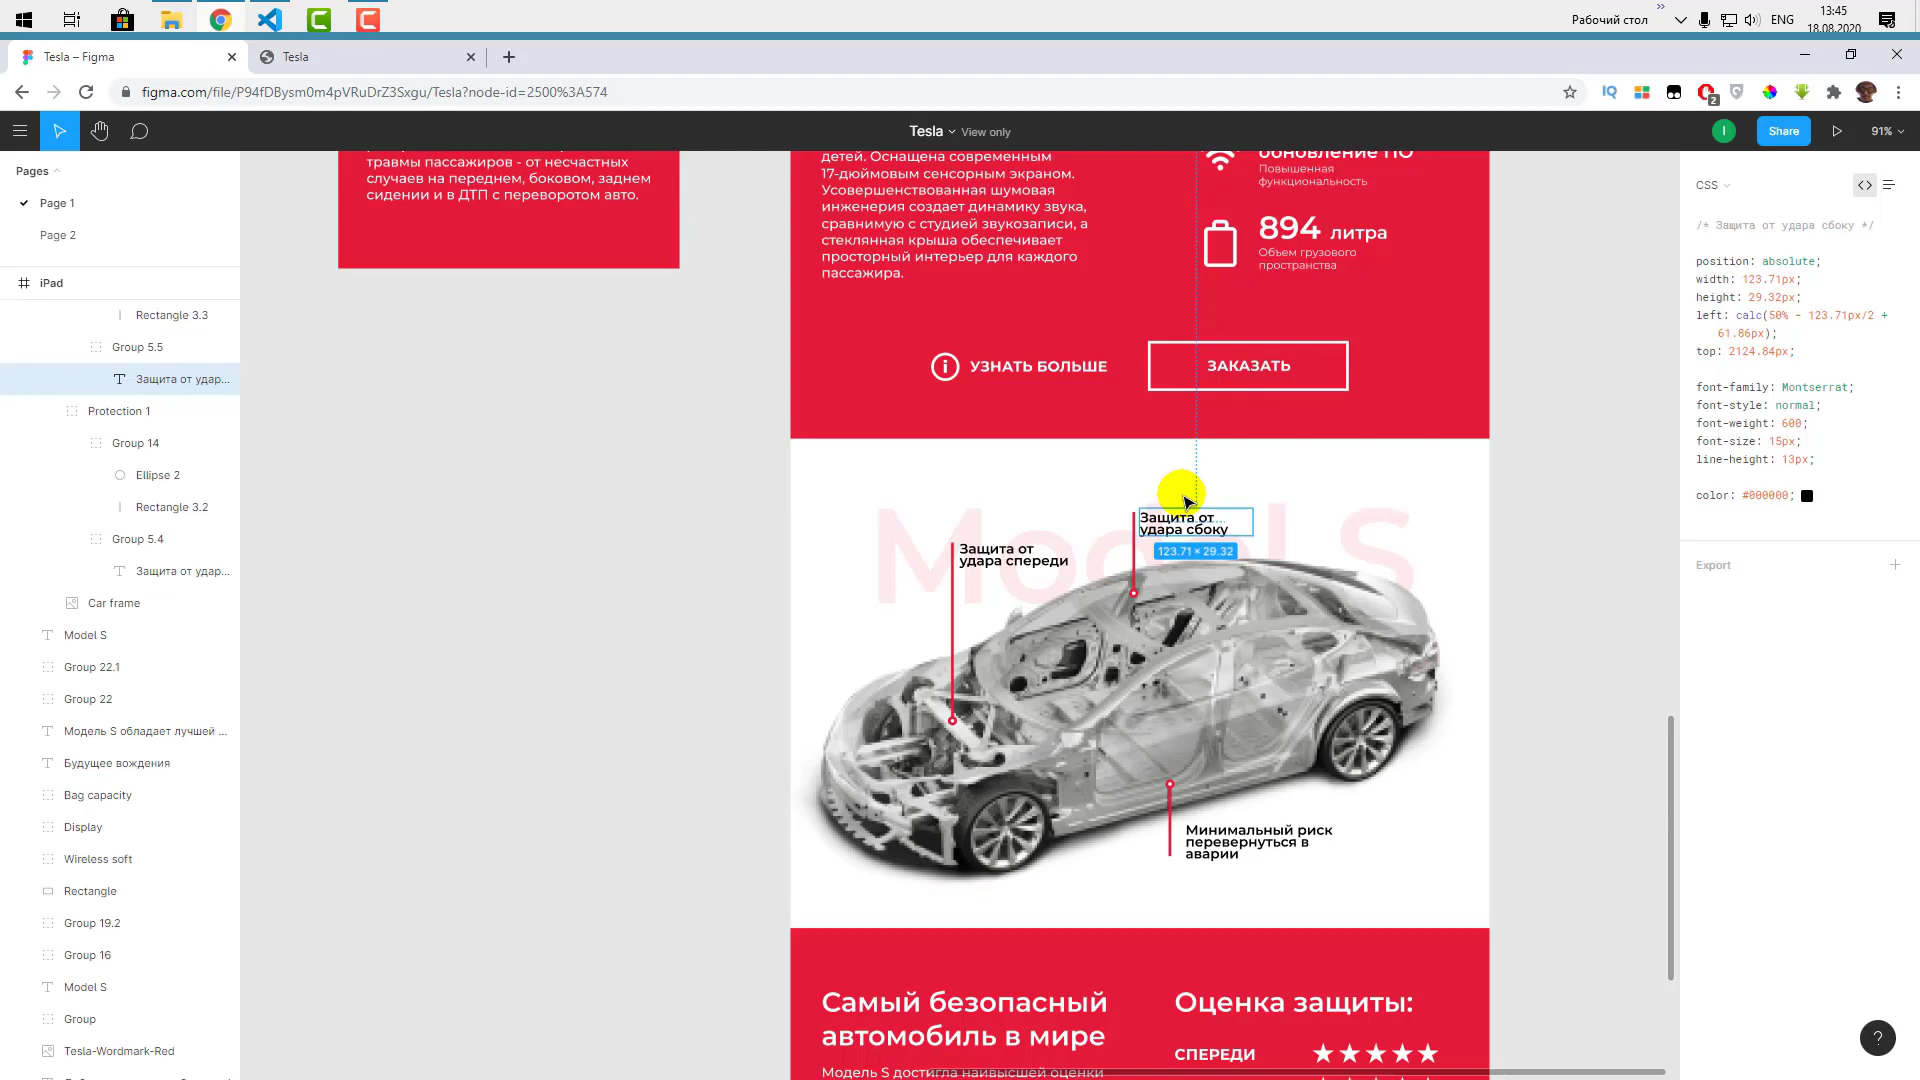 Рабочий стол
»
ENG
13:45
18.08.2020
Tesla – Figma
Tesla
figma.com/file/P94fDBysm0m4pVRuDrZ3Sxgu/Tesla?node-id=2500%3A574
IQ
2
Tesla
View only
I
Share
91%
Pages
Page 1
Page 2
iPad
Rectangle 3.3
Group 5.5
Защита от удар...
Protection 1
Group 14
Ellipse 2
Rectangle 3.2
Group 5.4
Защита от удар...
Car frame
Model S
Group 22.1
Group 22
Модель S обладает лучшей ...
Будущее вождения
Bag capacity
Display
Wireless soft
Rectangle
Group 19.2
Group 16
Model S
Group
Tesla-Wordmark-Red
травмы пассажиров - от несчастных
случаев на переднем, боковом, заднем
сидении и в ДТП с переворотом авто.
детей. Оснащена современным
17-дюймовым сенсорным экраном.
Усовершенствованная шумовая
инженерия создает динамику звука,
сравнимую с студией звукозаписи, а
стеклянная крыша обеспечивает
просторный интерьер для каждого
пассажира.
обновление ПО
Повышенная
функциональность
894 литра
Объем грузового
пространства
УЗНАТЬ БОЛЬШЕ
ЗАКАЗАТЬ
Model S
Защита от
удара сбоку
123.71 × 29.32
Защита от
удара спереди
Минимальный риск
перевернуться в
аварии
Самый безопасный
автомобиль в мире
Модель S достигла наивысшей оценки
Оценка защиты:
СПЕРЕДИ
CSS
/* Защита от удара сбоку */
position: absolute;
width: 123.71px;
height: 29.32px;
left: calc(50% - 123.71px/2 +
61.86px);
top: 2124.84px;
font-family: Montserrat;
font-style: normal;
font-weight: 600;
font-size: 15px;
line-height: 13px;
color: #000000;
Export
?